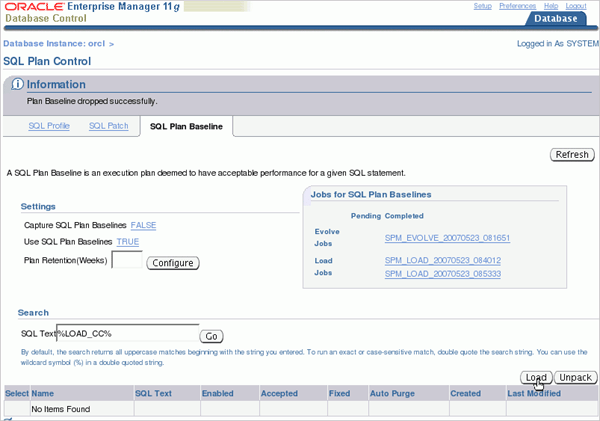 ORACLE Enterprise Manager 11g
Database Control
Setup Preferences Help Logout
Database
Database Instance: orcl >
Logged in As SYSTEM
SQL Plan Control
Information
Plan Baseline dropped successfully.
SQL Profile SQL Patch SQL Plan Baseline
Refresh
A SQL Plan Baseline is an execution plan deemed to have acceptable performance for a given SQL statement.
Settings
Capture SQL Plan Baselines FALSE
Use SQL Plan Baselines TRUE
Plan Retention(Weeks) Configure
Jobs for SQL Plan Baselines
Pending Completed
Evolve
Jobs SPM_EVOLVE_20070523_081651
Load SPM_LOAD_20070523_084012
Jobs SPM_LOAD_20070523_085333
Search
SQL Text %LOAD_CC% Go
By default, the search returns all uppercase matches beginning with the string you entered. To run an exact or case-sensitive match, double quote the search string. You can use the
wildcard symbol (%) in a double quoted string.
Load Unpack
Select Name SQL Text Enabled Accepted Fixed Auto Purge Created Last Modified
No Items Found